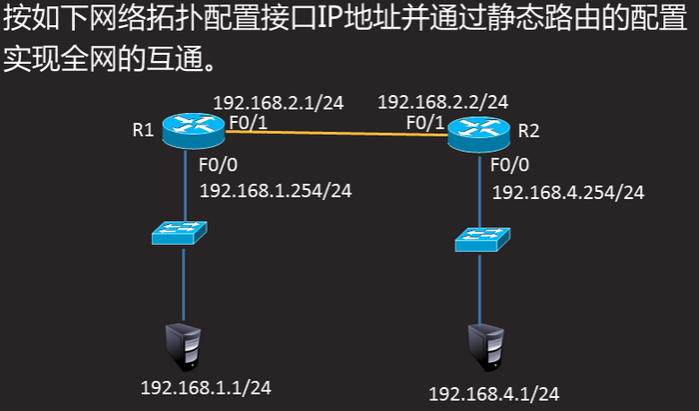 按如下网络拓扑配置接口IP地址并通过静态路由的配置
实现全网的互通。
192.168.2.1/24
192.168.2.2/24
R1
F0/1
F0/1
R2
F0/0
F0/0
192.168.1.254/24
192.168.4.254/24
192.168.1.1/24
192.168.4.1/24